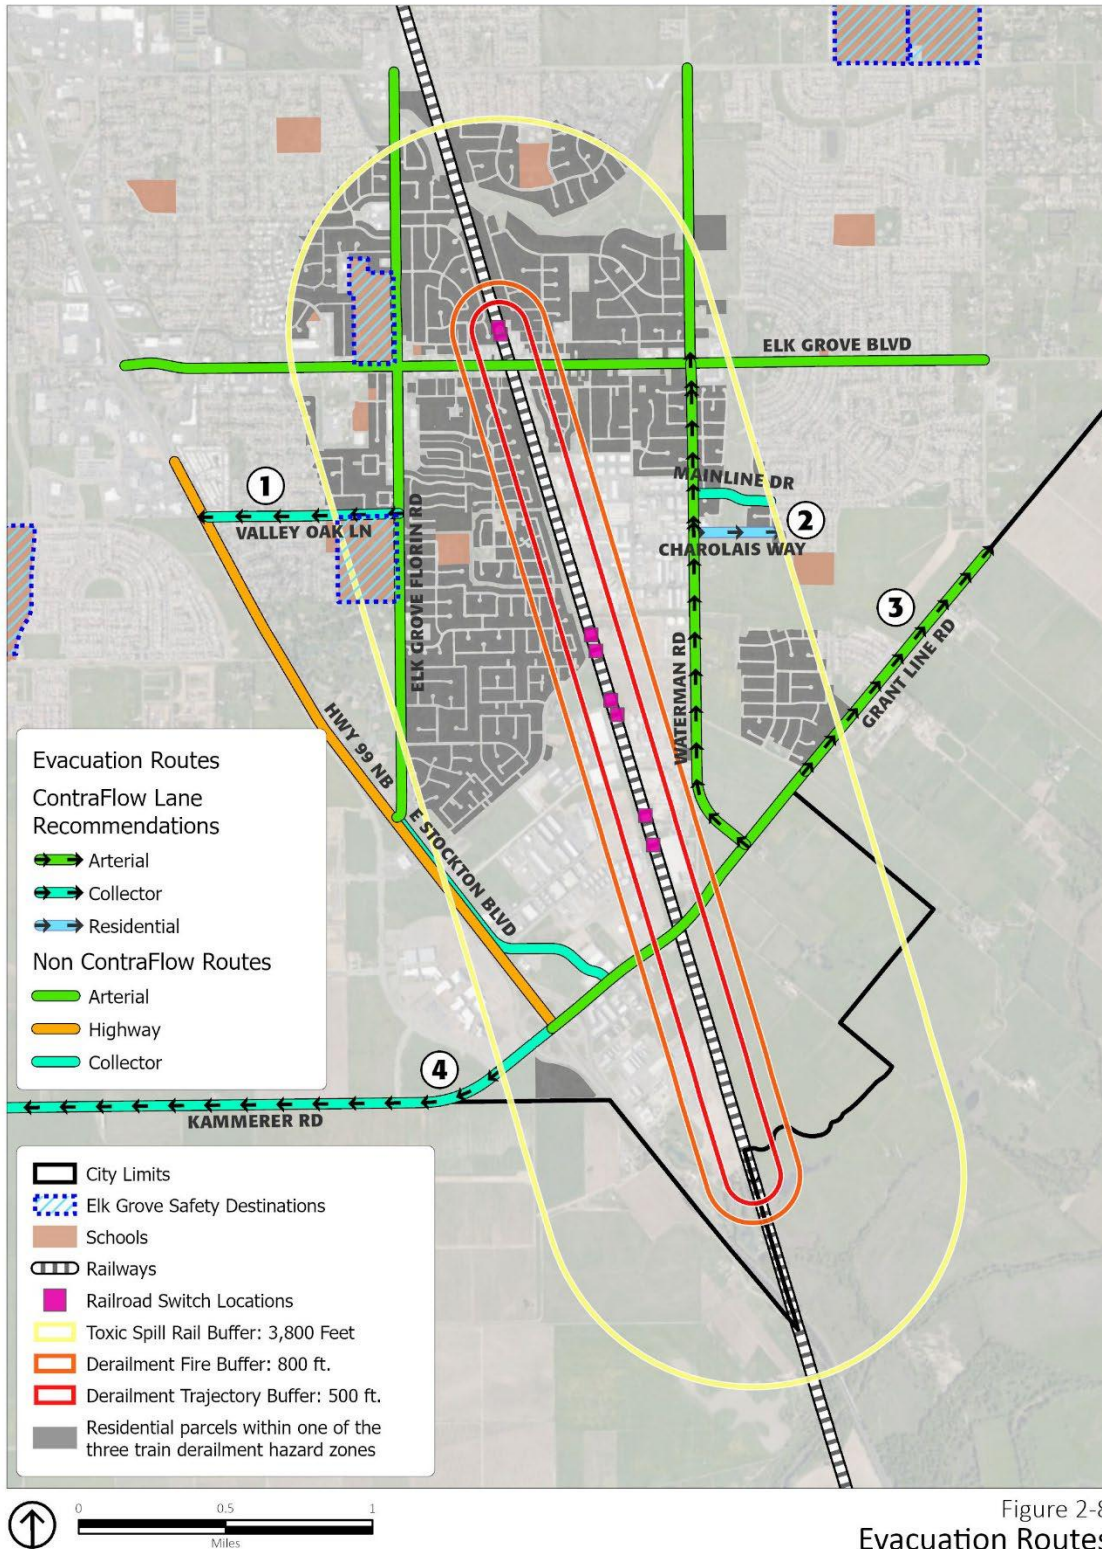 ELK GROVE BLVD
MAINLINE DR
1
VALLEY OAK LN
2
CHAROLAIS WAY
ELK GROVE FLORIN RD
3
GRANT LINE RD
WATERMAN RD
HWY 99 NB
E STOCKTON BLVD
4
KAMMERER RD
Evacuation Routes
ContraFlow Lane
Recommendations
Arterial
Collector
Residential
Non ContraFlow Routes
Arterial
Highway
Collector
City Limits
Elk Grove Safety Destinations
Schools
Railways
Railroad Switch Locations
Toxic Spill Rail Buffer: 3,800 Feet
Derailment Fire Buffer: 800 ft.
Derailment Trajectory Buffer: 500 ft.
Residential parcels within one of the
three train derailment hazard zones
0 0.5 1
Miles
Figure 2-8
Evacuation Routes